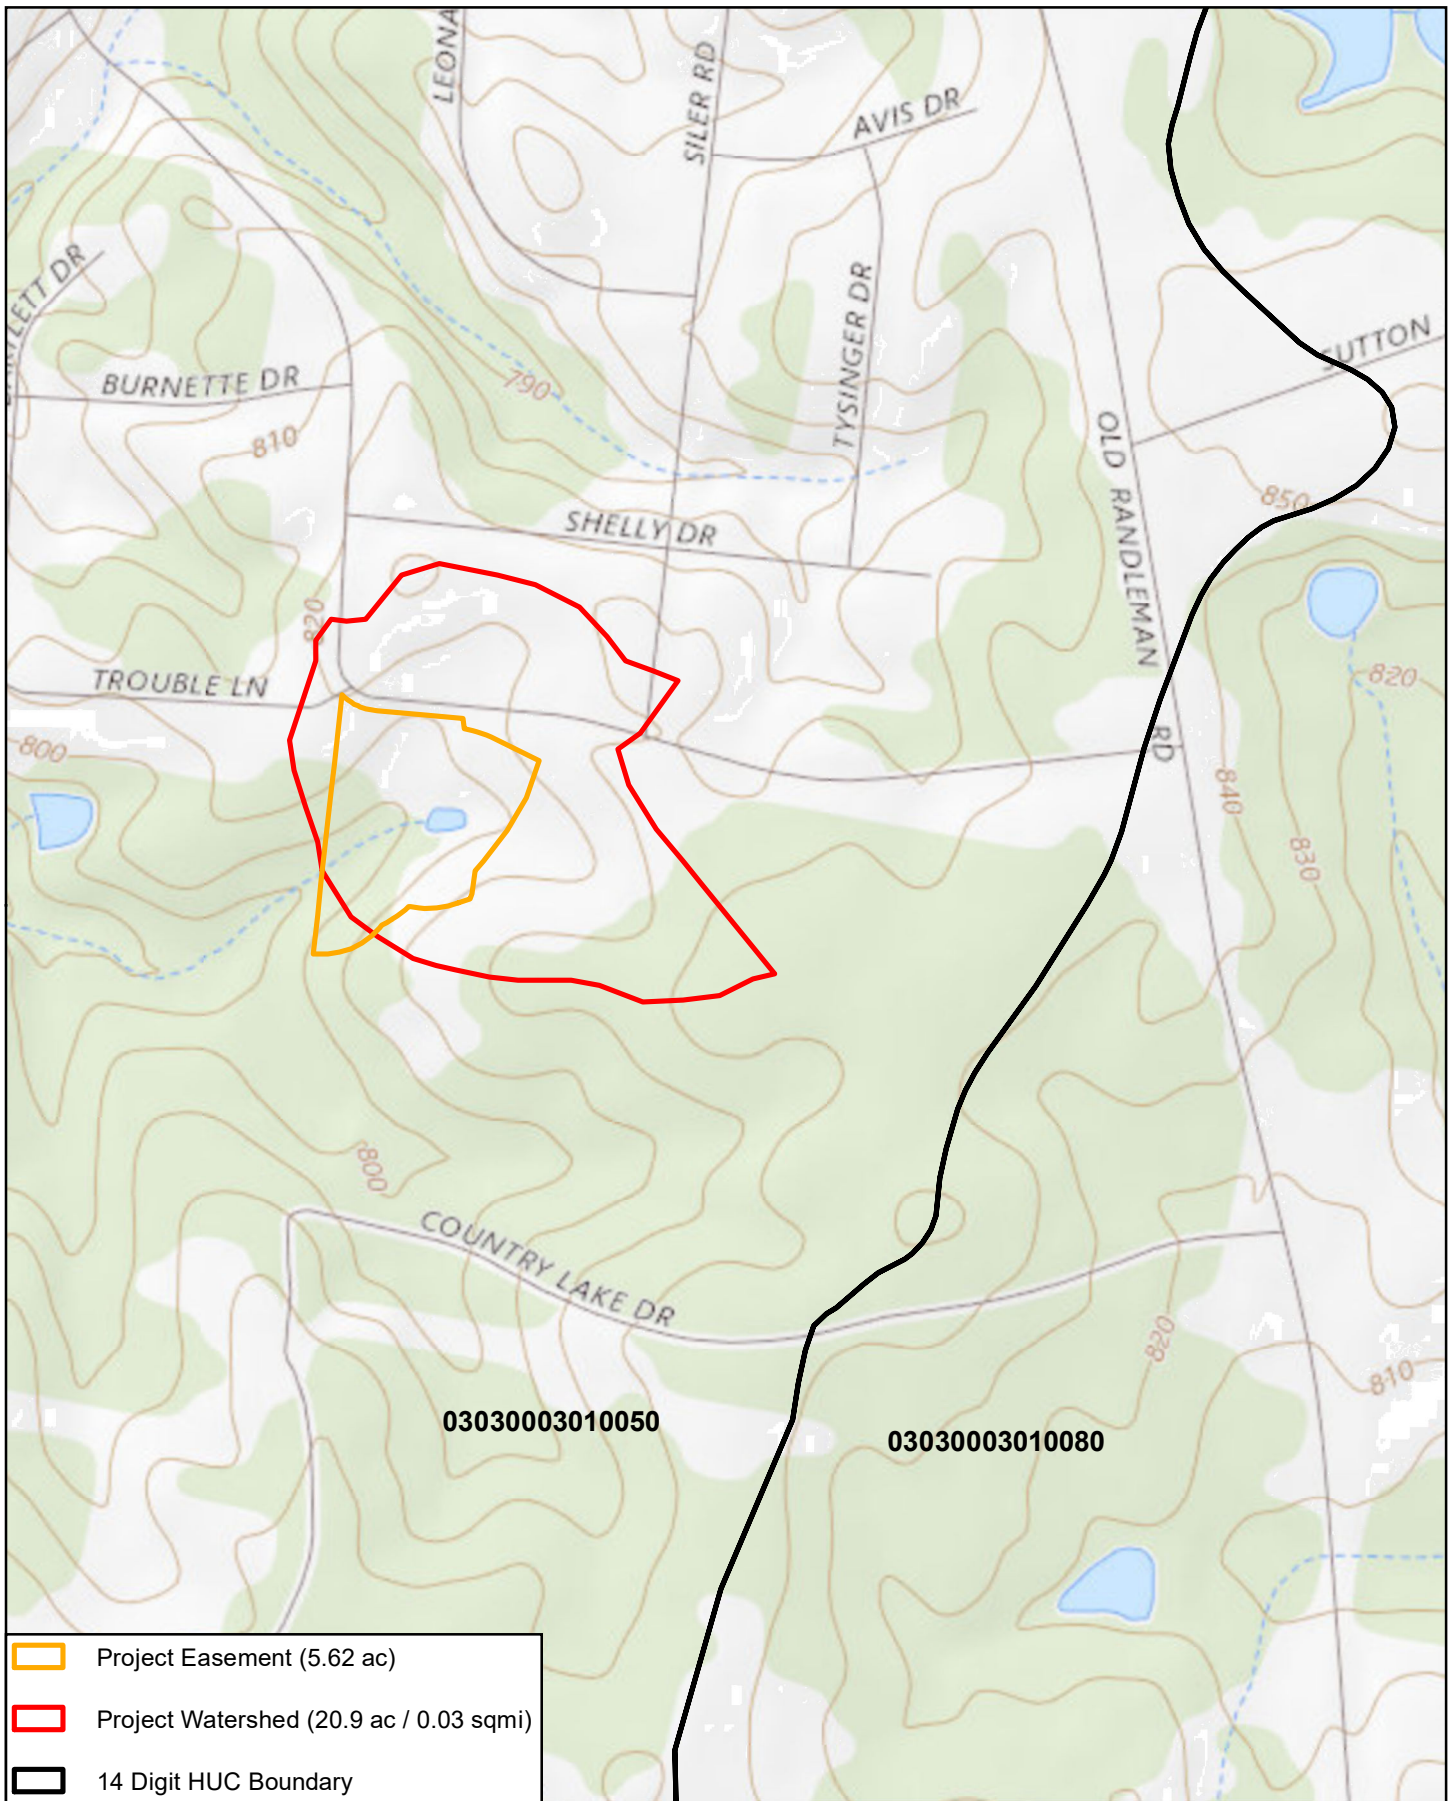 LEONA
SILER RD
AVIS DR
TLETT DR
TYSINGER DR
SUTTON
BURNETTE DR
790
810
OLD RANDLEMAN RD
850
SHELLY DR
820
TROUBLE LN
820
800
840
830
800
COUNTRY LAKE DR
820
810
03030003010050
03030003010080
Project Easement (5.62 ac)
Project Watershed (20.9 ac / 0.03 sqmi)
14 Digit HUC Boundary